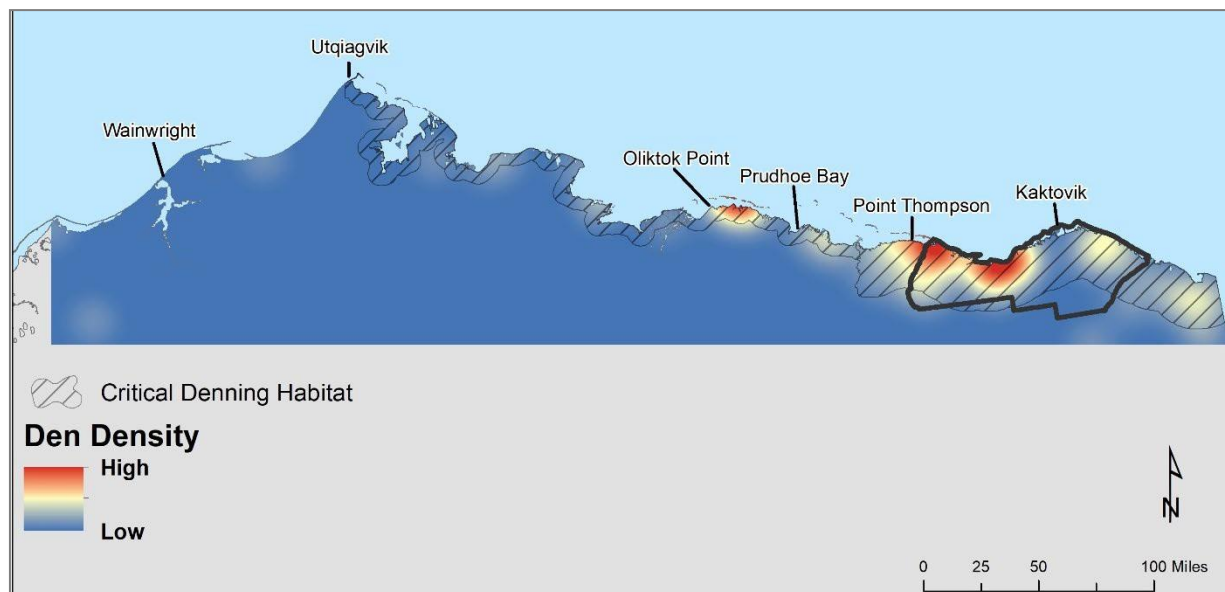 Utqiagvik
Wainwright
Oliktok Point
Prudhoe Bay
Point Thompson
Kaktovik
Critical Denning Habitat
Den Density
High
Low
N
0 25 50 100 Miles